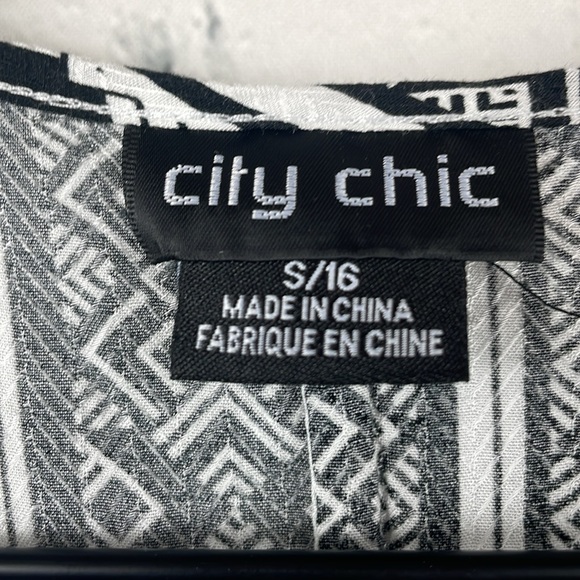 city chic
S/16
MADE IN CHINA
FABRIQUE EN CHINE